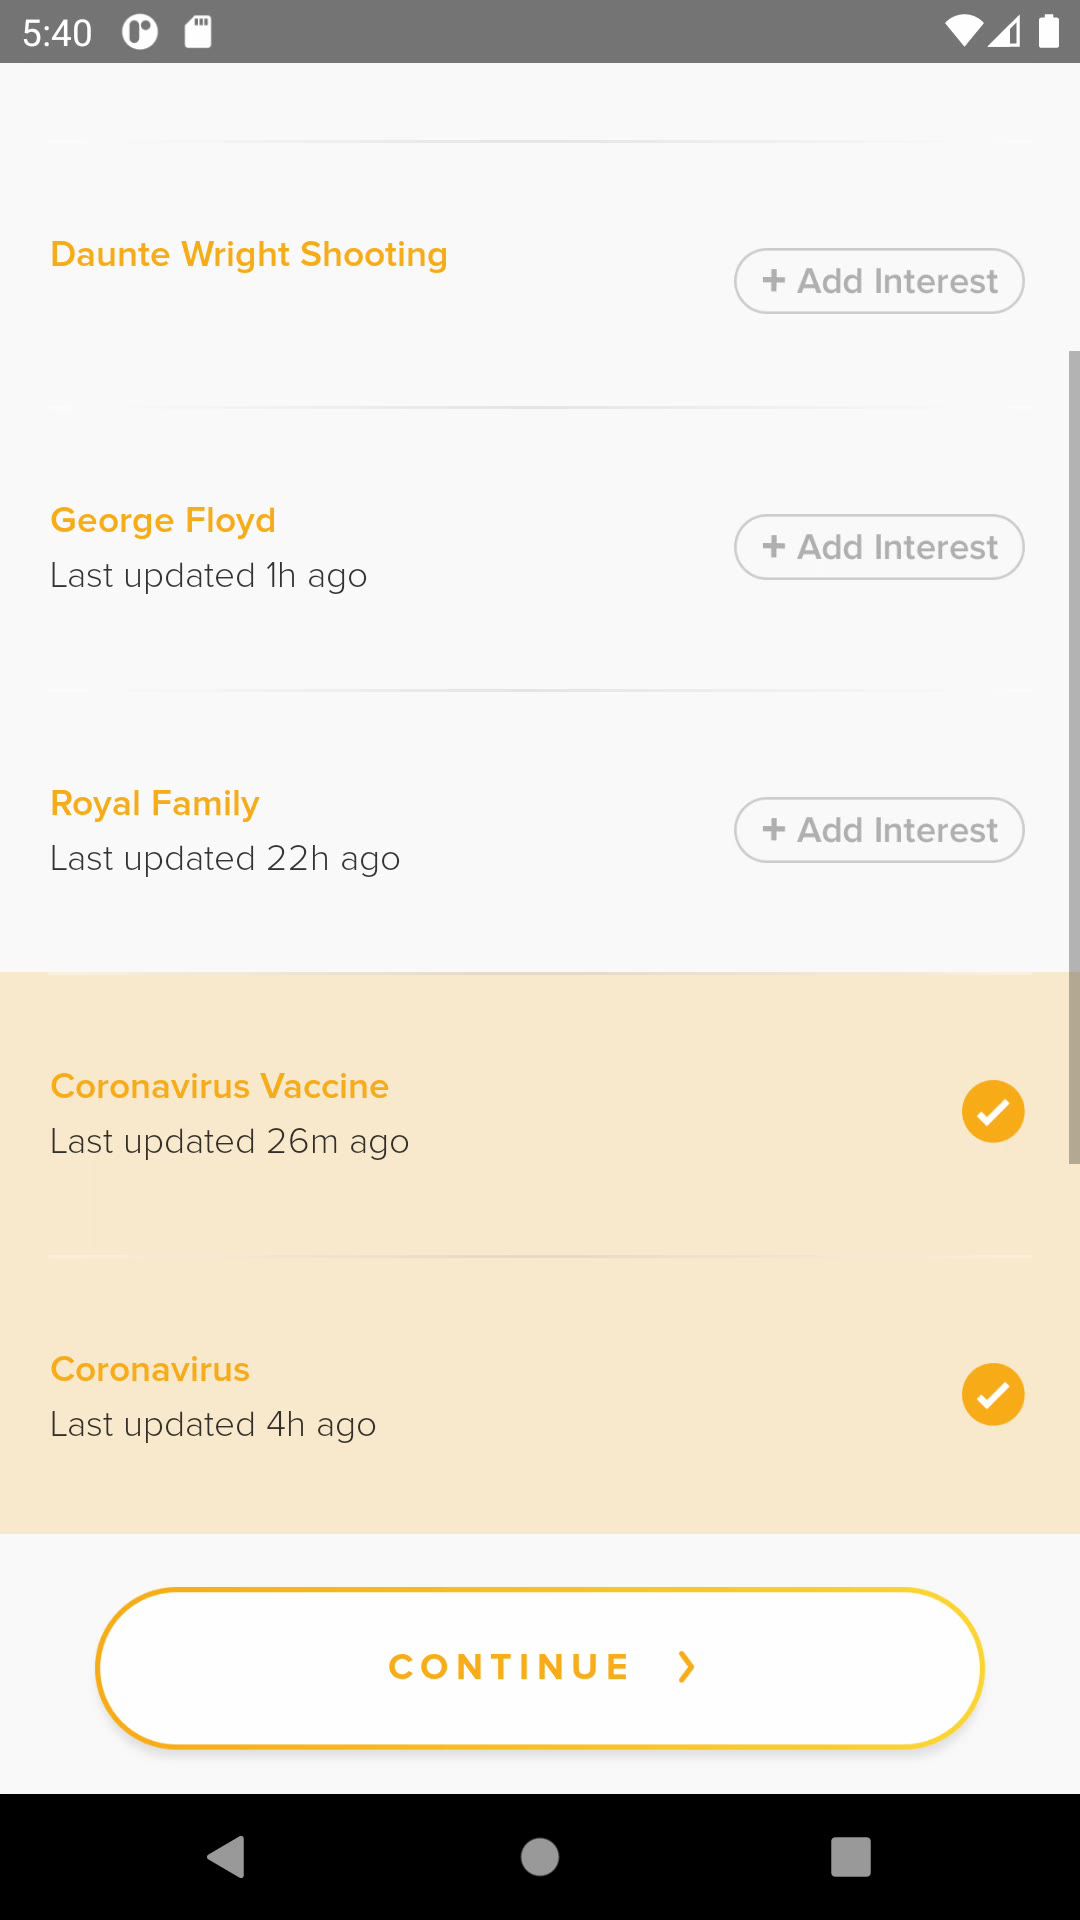 5:40
Daunte Wright Shooting
+ Add Interest
George Floyd
Last updated 1h ago
+ Add Interest
Royal Family
Last updated 22h ago
+ Add Interest
Coronavirus Vaccine
Last updated 26m ago
Coronavirus
Last updated 4h ago
CONTINUE